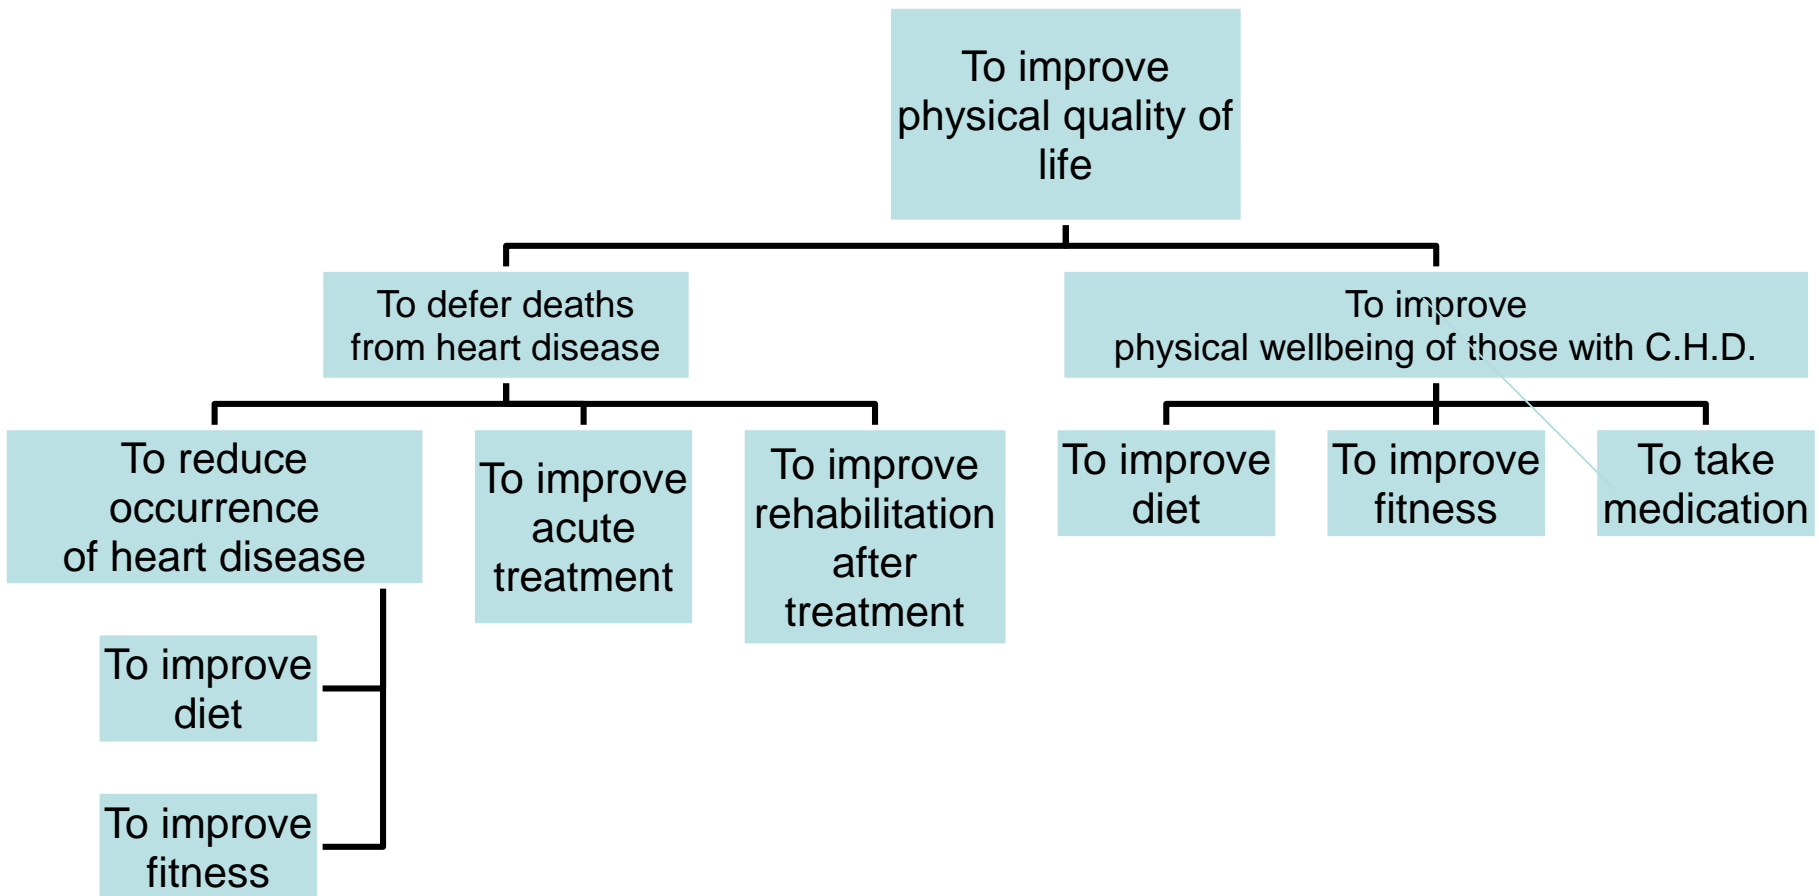 To improve
physical quality of
life
To defer deaths
from heart disease
To improve
physical wellbeing of those with C.H.D.
To reduce
occurrence
of heart disease
To improve
acute
treatment
To improve
rehabilitation
after
treatment
To improve
diet
To improve
fitness
To take
medication
To improve
diet
To improve
fitness